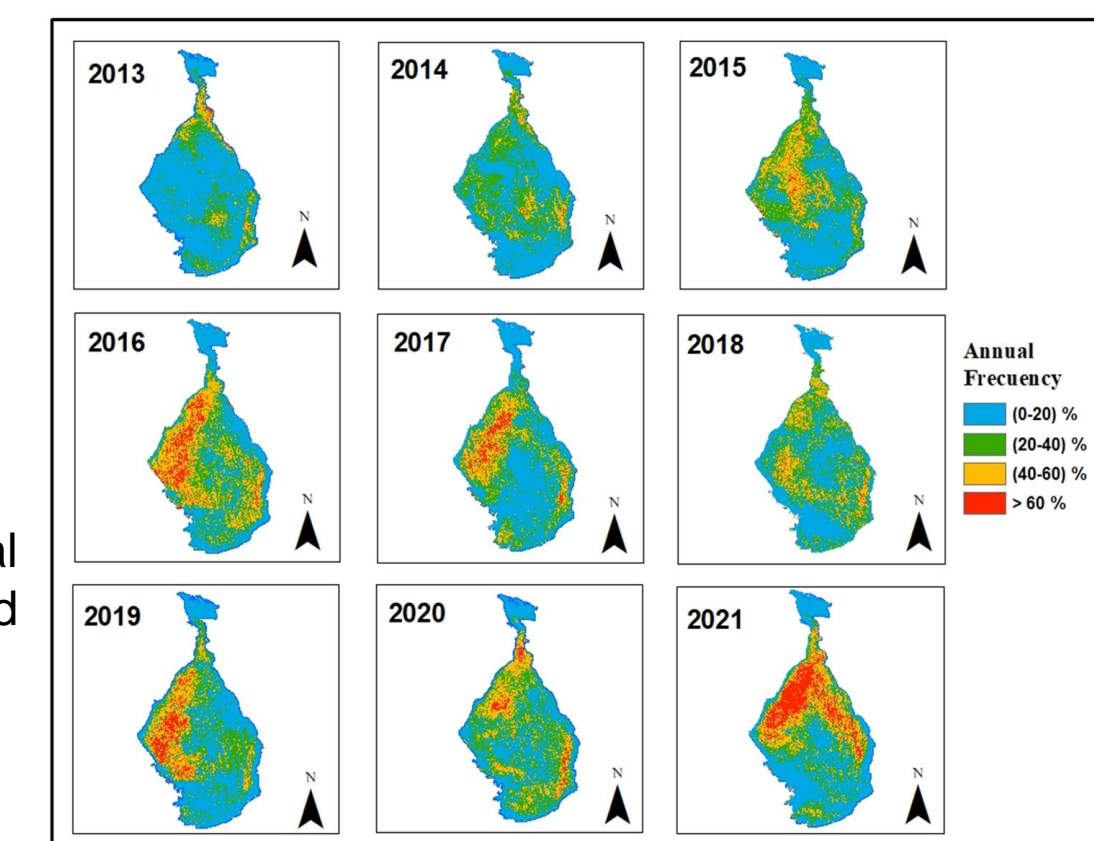 2013
2014
2015
N
N
N
2016
2017
2018
N
N
N
Annual
Frecuency
(0-20) %
(20-40) %
(40-60) %
> 60 %
al
d
2019
2020
2021
N
N
N